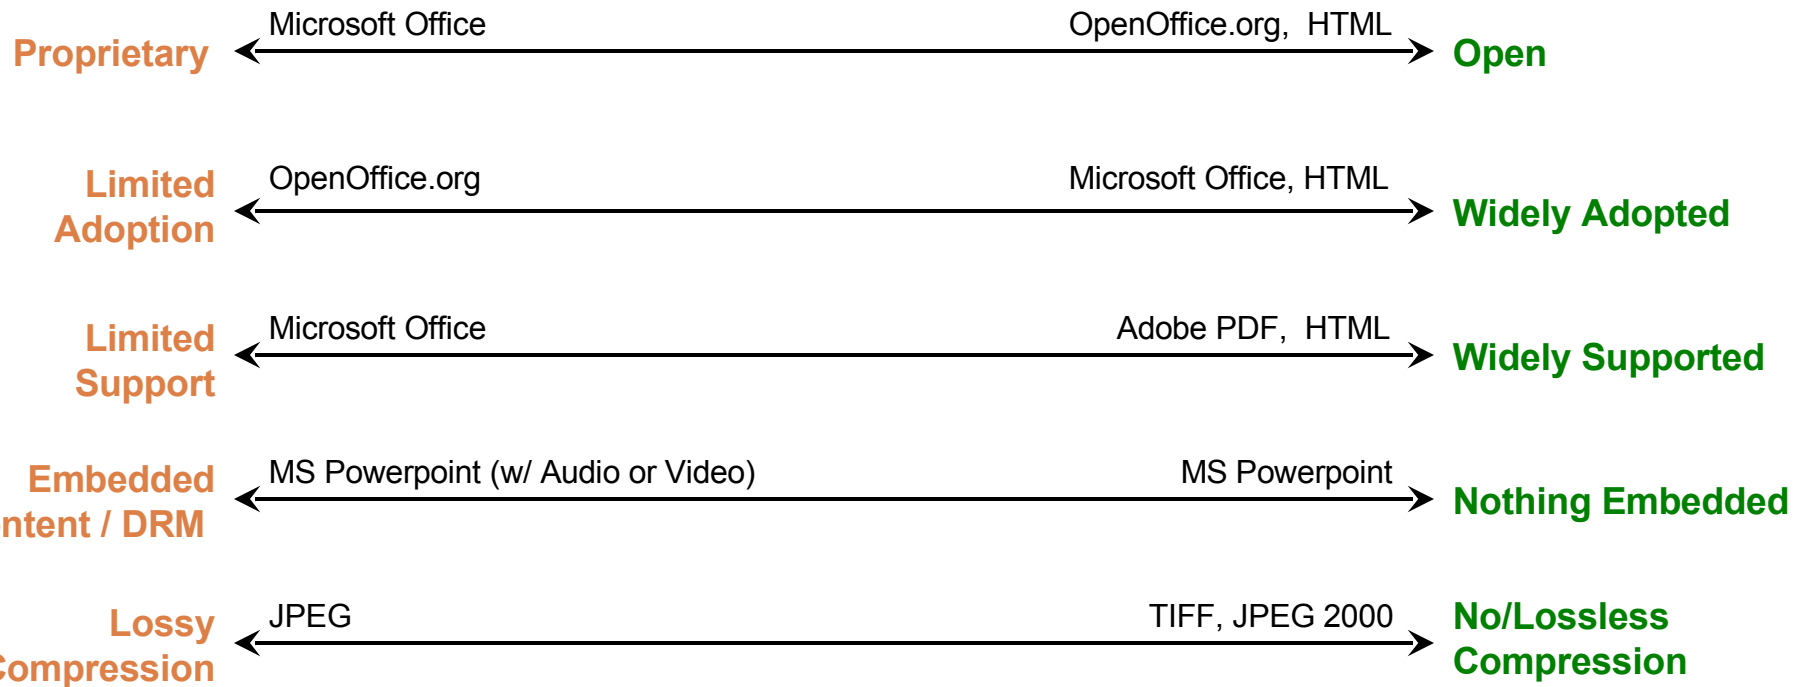 Microsoft Office OpenOffice.org, HTML
Proprietary Open
OpenOffice.org Microsoft Office, HTML
Limited
Adoption Widely Adopted
Microsoft Office Adobe PDF, HTML
Limited
Support Widely Supported
MS Powerpoint (w/ Audio or Video) MS Powerpoint
Embedded
ntent / DRM Nothing Embedded
JPEG TIFF, JPEG 2000
Lossy No/Lossless
Compression Compression